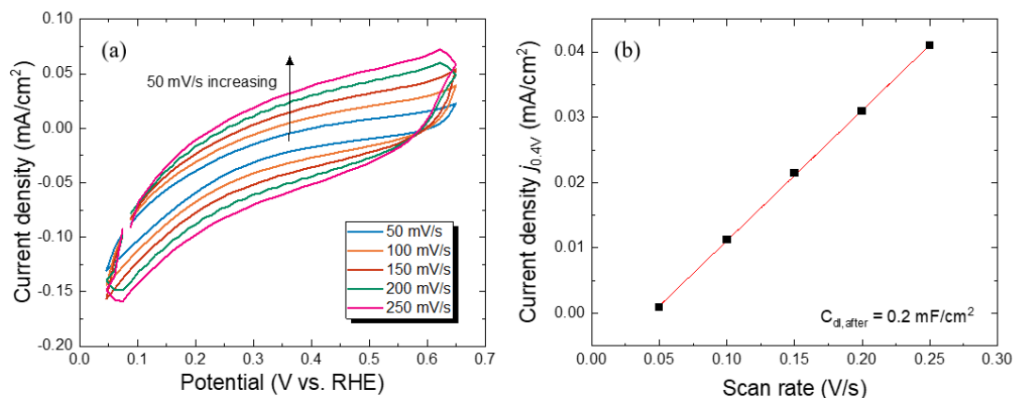 (a)
50 mV/s increasing
Current density (mA/cm²)
0.10
0.05
0.00
-0.05
-0.10
-0.15
-0.20
50 mV/s
100 mV/s
150 mV/s
200 mV/s
250 mV/s
0.0 0.1 0.2 0.3 0.4 0.5 0.6 0.7
Potential (V vs. RHE)
(b)
Current density j0.4V (mA/cm²)
0.04
0.03
0.02
0.01
0.00
Cdl,after = 0.2 mF/cm²
0.00 0.05 0.10 0.15 0.20 0.25 0.30
Scan rate (V/s)